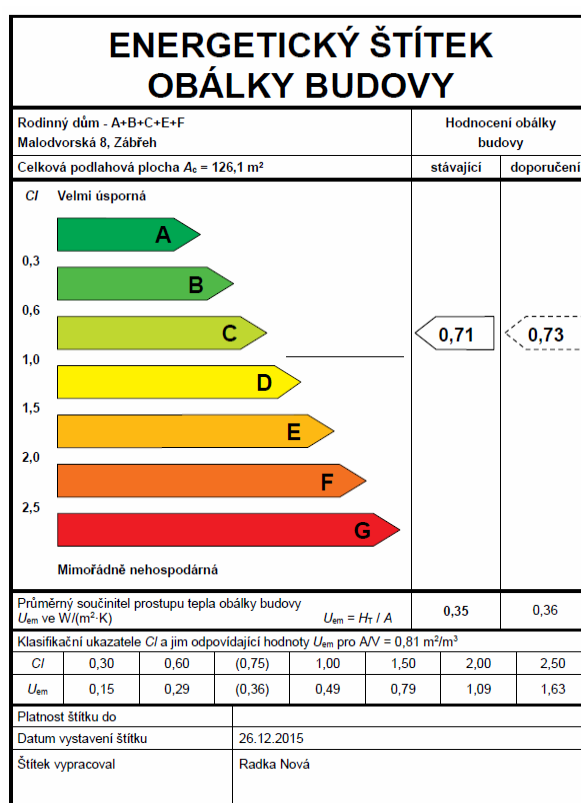 ENERGETICKÝ ŠTÍTEK
OBÁLKY BUDOVY
Rodinný dům - A+B+C+E+F
Malodvorská 8, Zábřeh
Hodnocení obálky
budovy
Celková podlahová plocha Ac = 126,1 m²
stávající doporučení
CI Velmi úsporná
A
0,3
B
0,6
C 0,71 0,73
1,0
D
1,5
E
2,0
F
2,5
G
Mimořádně nehospodárná
Průměrný součinitel prostupu tepla obálky budovy
Uem ve W/(m²·K) Uem = HT / A 0,35 0,36
Klasifikační ukazatele CI a jim odpovídající hodnoty Uem pro A/V = 0,81 m²/m³
CI 0,30 0,60 (0,75) 1,00 1,50 2,00 2,50
Uem 0,15 0,29 (0,36) 0,49 0,79 1,09 1,63
Platnost štítku do
Datum vystavení štítku 26.12.2015
Štítek vypracoval Radka Nová